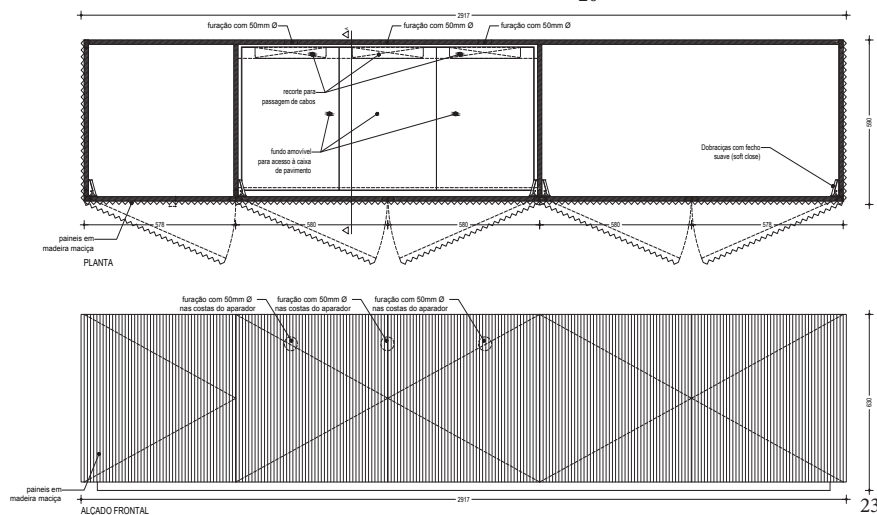 2917
furação com 50mm Ø
furação com 50mm Ø
furação com 50mm Ø
recorte para
passagem de cabos
fundo amovível
para acesso à caixa
de pavimento
Dobraciças com fecho
suave (soft close)
590
578
580
580
580
578
paineis em
madeira maciça
PLANTA
furação com 50mm Ø
nas costas do aparador
furação com 50mm Ø
nas costas do aparador
furação com 50mm Ø
nas costas do aparador
630
paineis em
madeira maciça
2917
ALÇADO FRONTAL
23